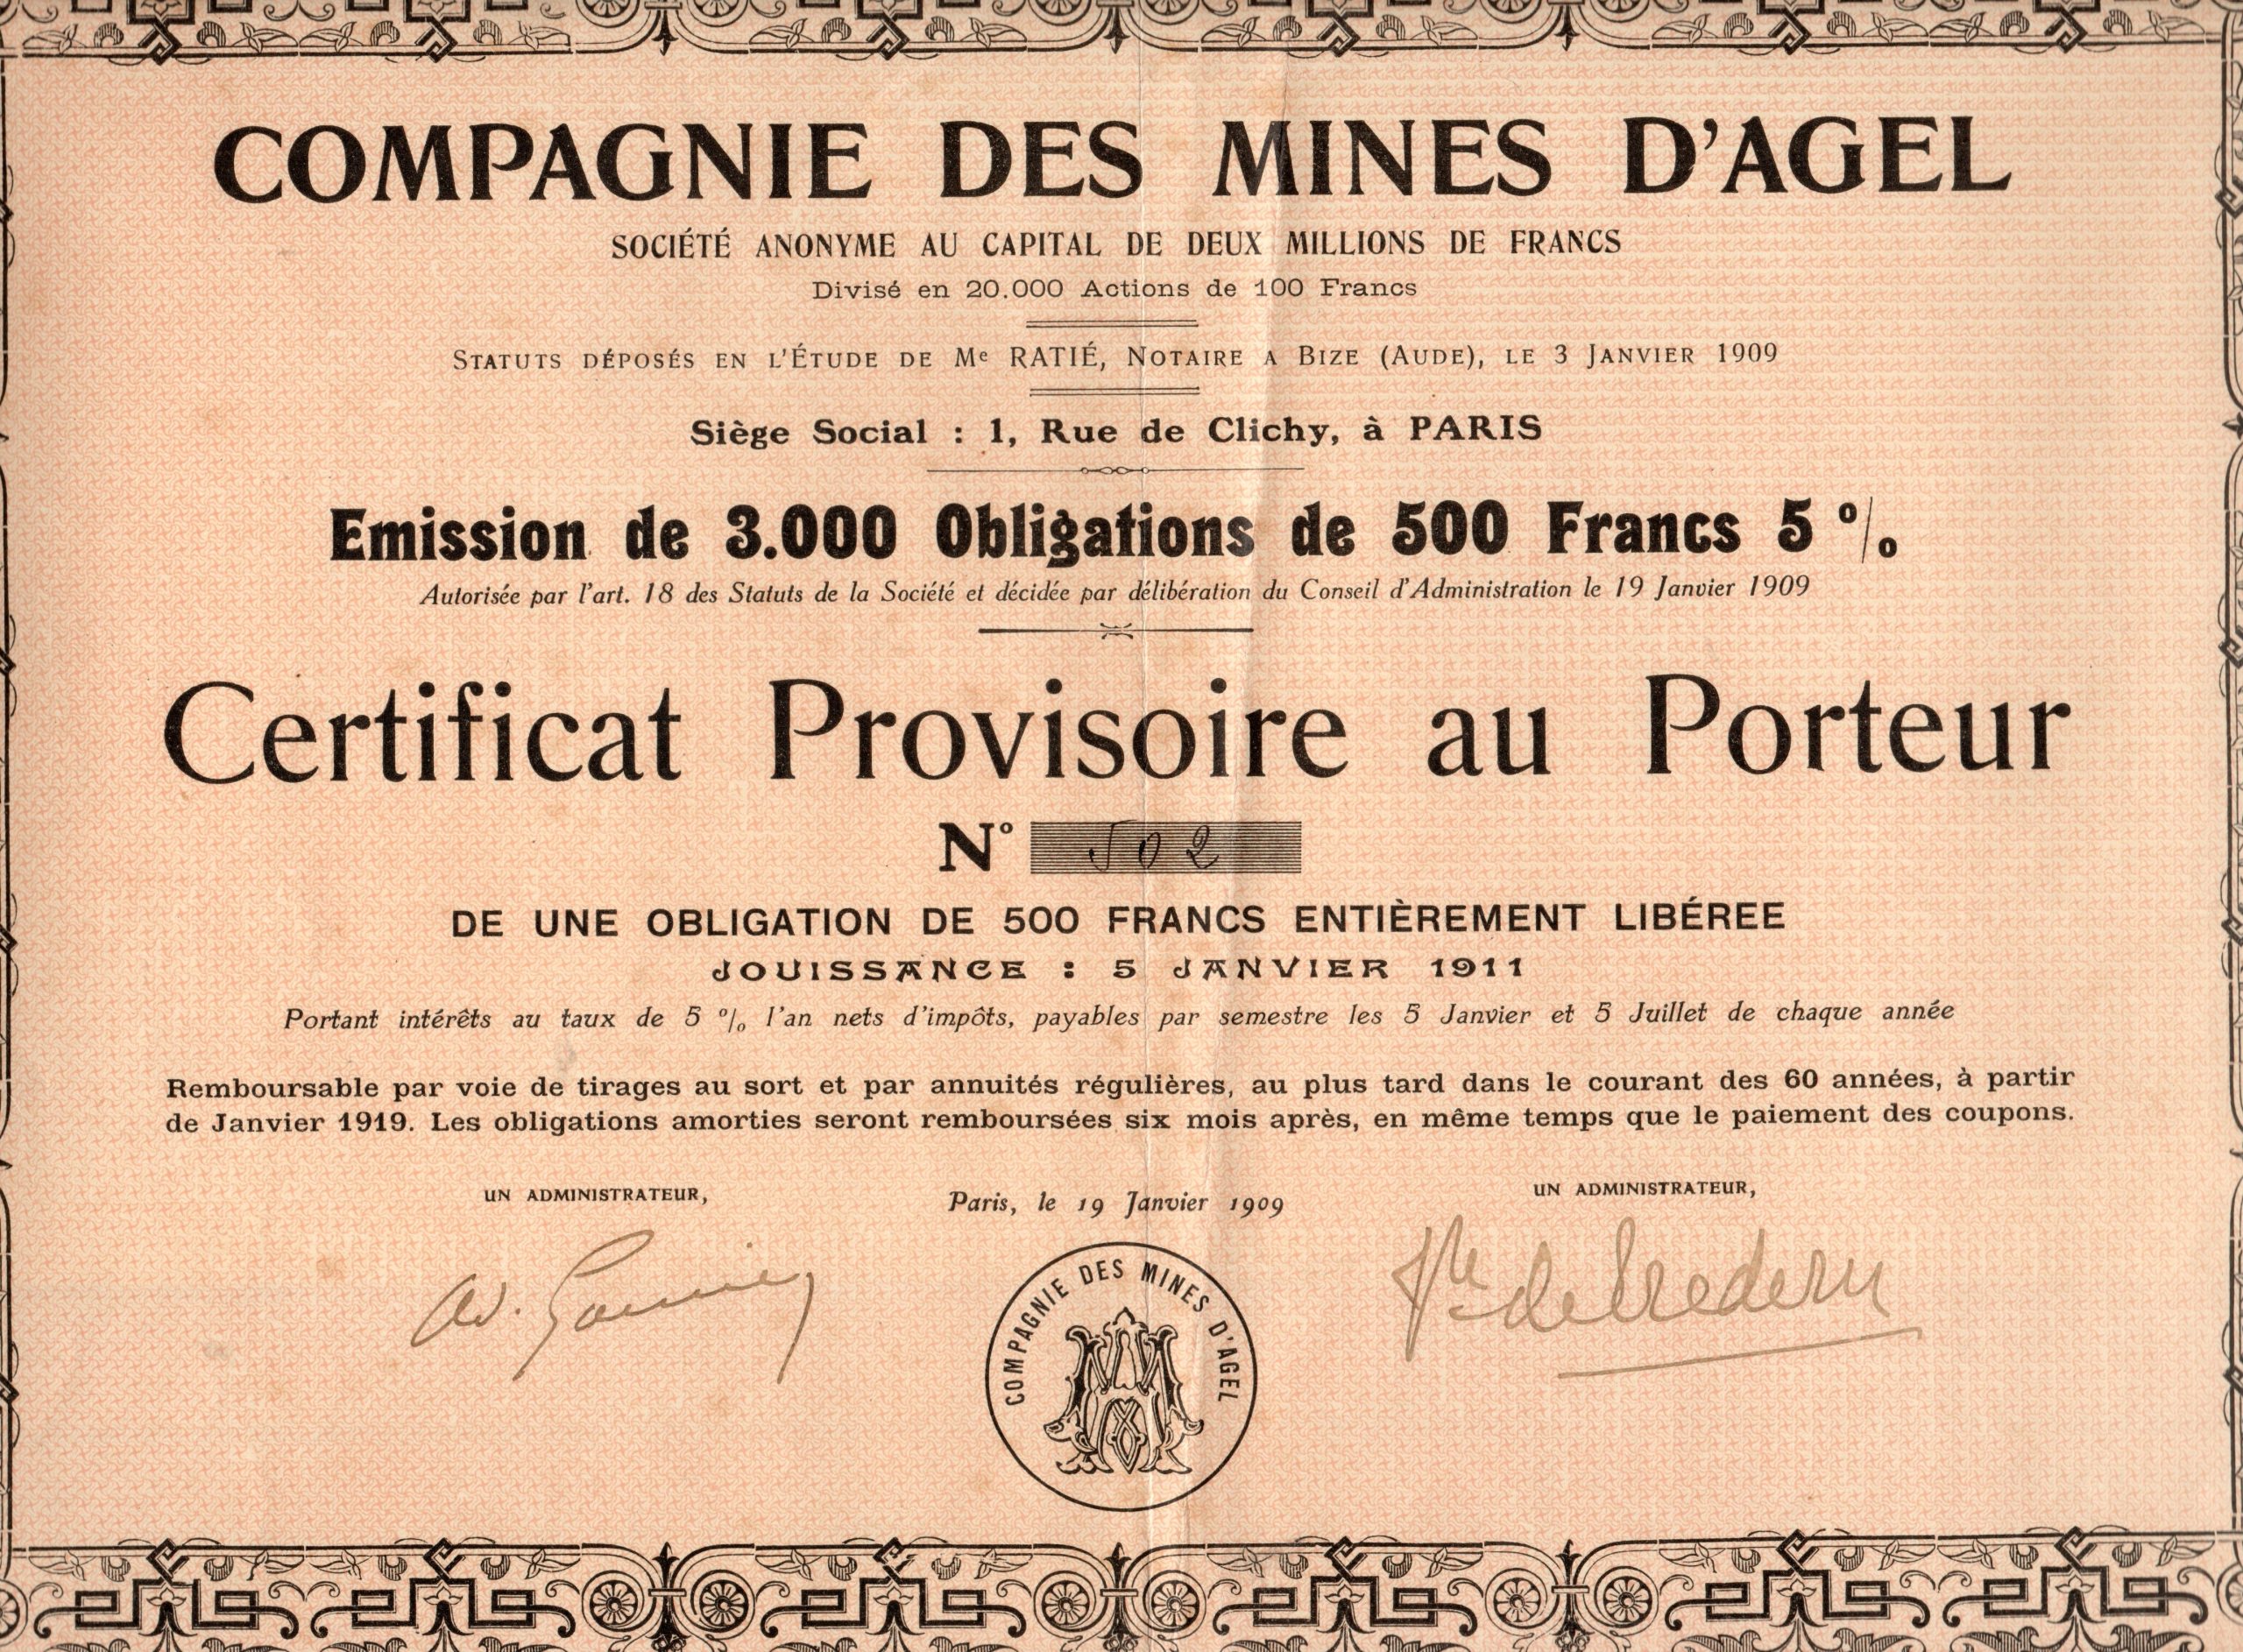 COMPAGNIE DES MINES D'AGEL
SOCIÉTÉ ANONYME AU CAPITAL DE DEUX MILLIONS DE FRANCS
Divisé en 20.000 Actions de 100 Francs
STATUTS DÉPOSÉS EN L'ÉTUDE DE Me RATIÉ, NOTAIRE A BIZE (AUDE), LE 3 JANVIER 1909
Siège Social : 1, Rue de Clichy, à PARIS
Emission de 3.000 Obligations de 500 Francs 5 %
Autorisée par l'art. 18 des Statuts de la Société et décidée par délibération du Conseil d'Administration le 19 Janvier 1909
Certificat Provisoire au Porteur
No 502
DE UNE OBLIGATION DE 500 FRANCS ENTIÈREMENT LIBÉREE
JOUISSANCE : 5 JANVIER 1911
Portant intérêts au taux de 5 % l'an nets d'impôts, payables par semestre les 5 Janvier et 5 Juillet de chaque année
Remboursable par voie de tirages au sort et par annuités régulières, au plus tard dans le courant des 60 années, à partir
de Janvier 1919. Les obligations amorties seront remboursées six mois après, en même temps que le paiement des coupons.
UN ADMINISTRATEUR,
Paris, le 19 Janvier 1909
UN ADMINISTRATEUR,
COMPAGNIE DES MINES D'AGEL